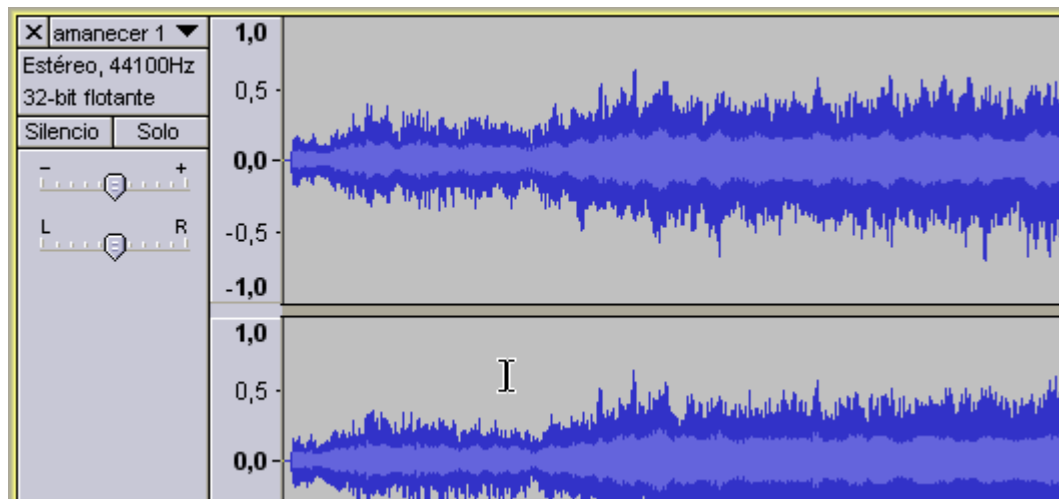 amanecer 1
Estéreo, 44100Hz
32-bit flotante
Silencio Solo
- +
L R
1,0
0,5
0,0
-0,5
-1,0
1,0
0,5
0,0